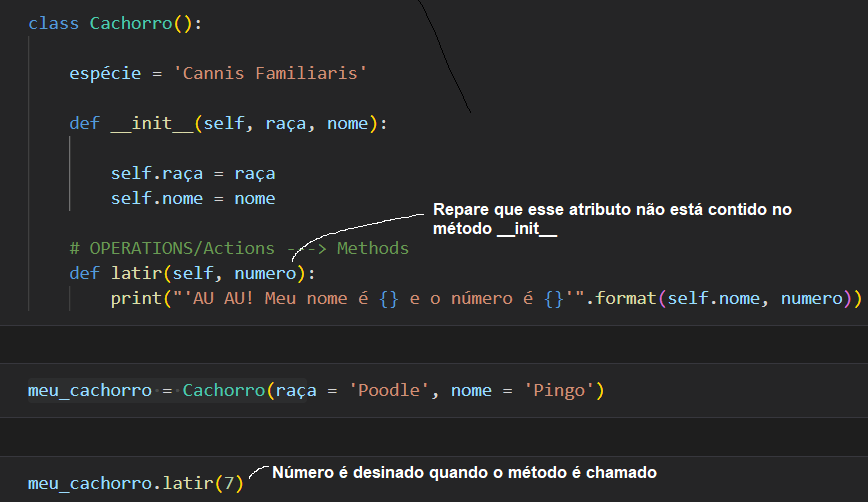 class Cachorro():
espécie = 'Cannis Familiaris'
def __init__(self, raça, nome):
self.raça = raça
self.nome = nome
Repare que esse atributo não está contido no
método __init__
# OPERATIONS/Actions ---> Methods
def latir(self, numero):
print("'AU AU! Meu nome é {} e o número é {}'".format(self.nome, numero))
meu_cachorro = Cachorro(raça = 'Poodle', nome = 'Pingo')
meu_cachorro.latir(7)
Número é desinado quando o método é chamado